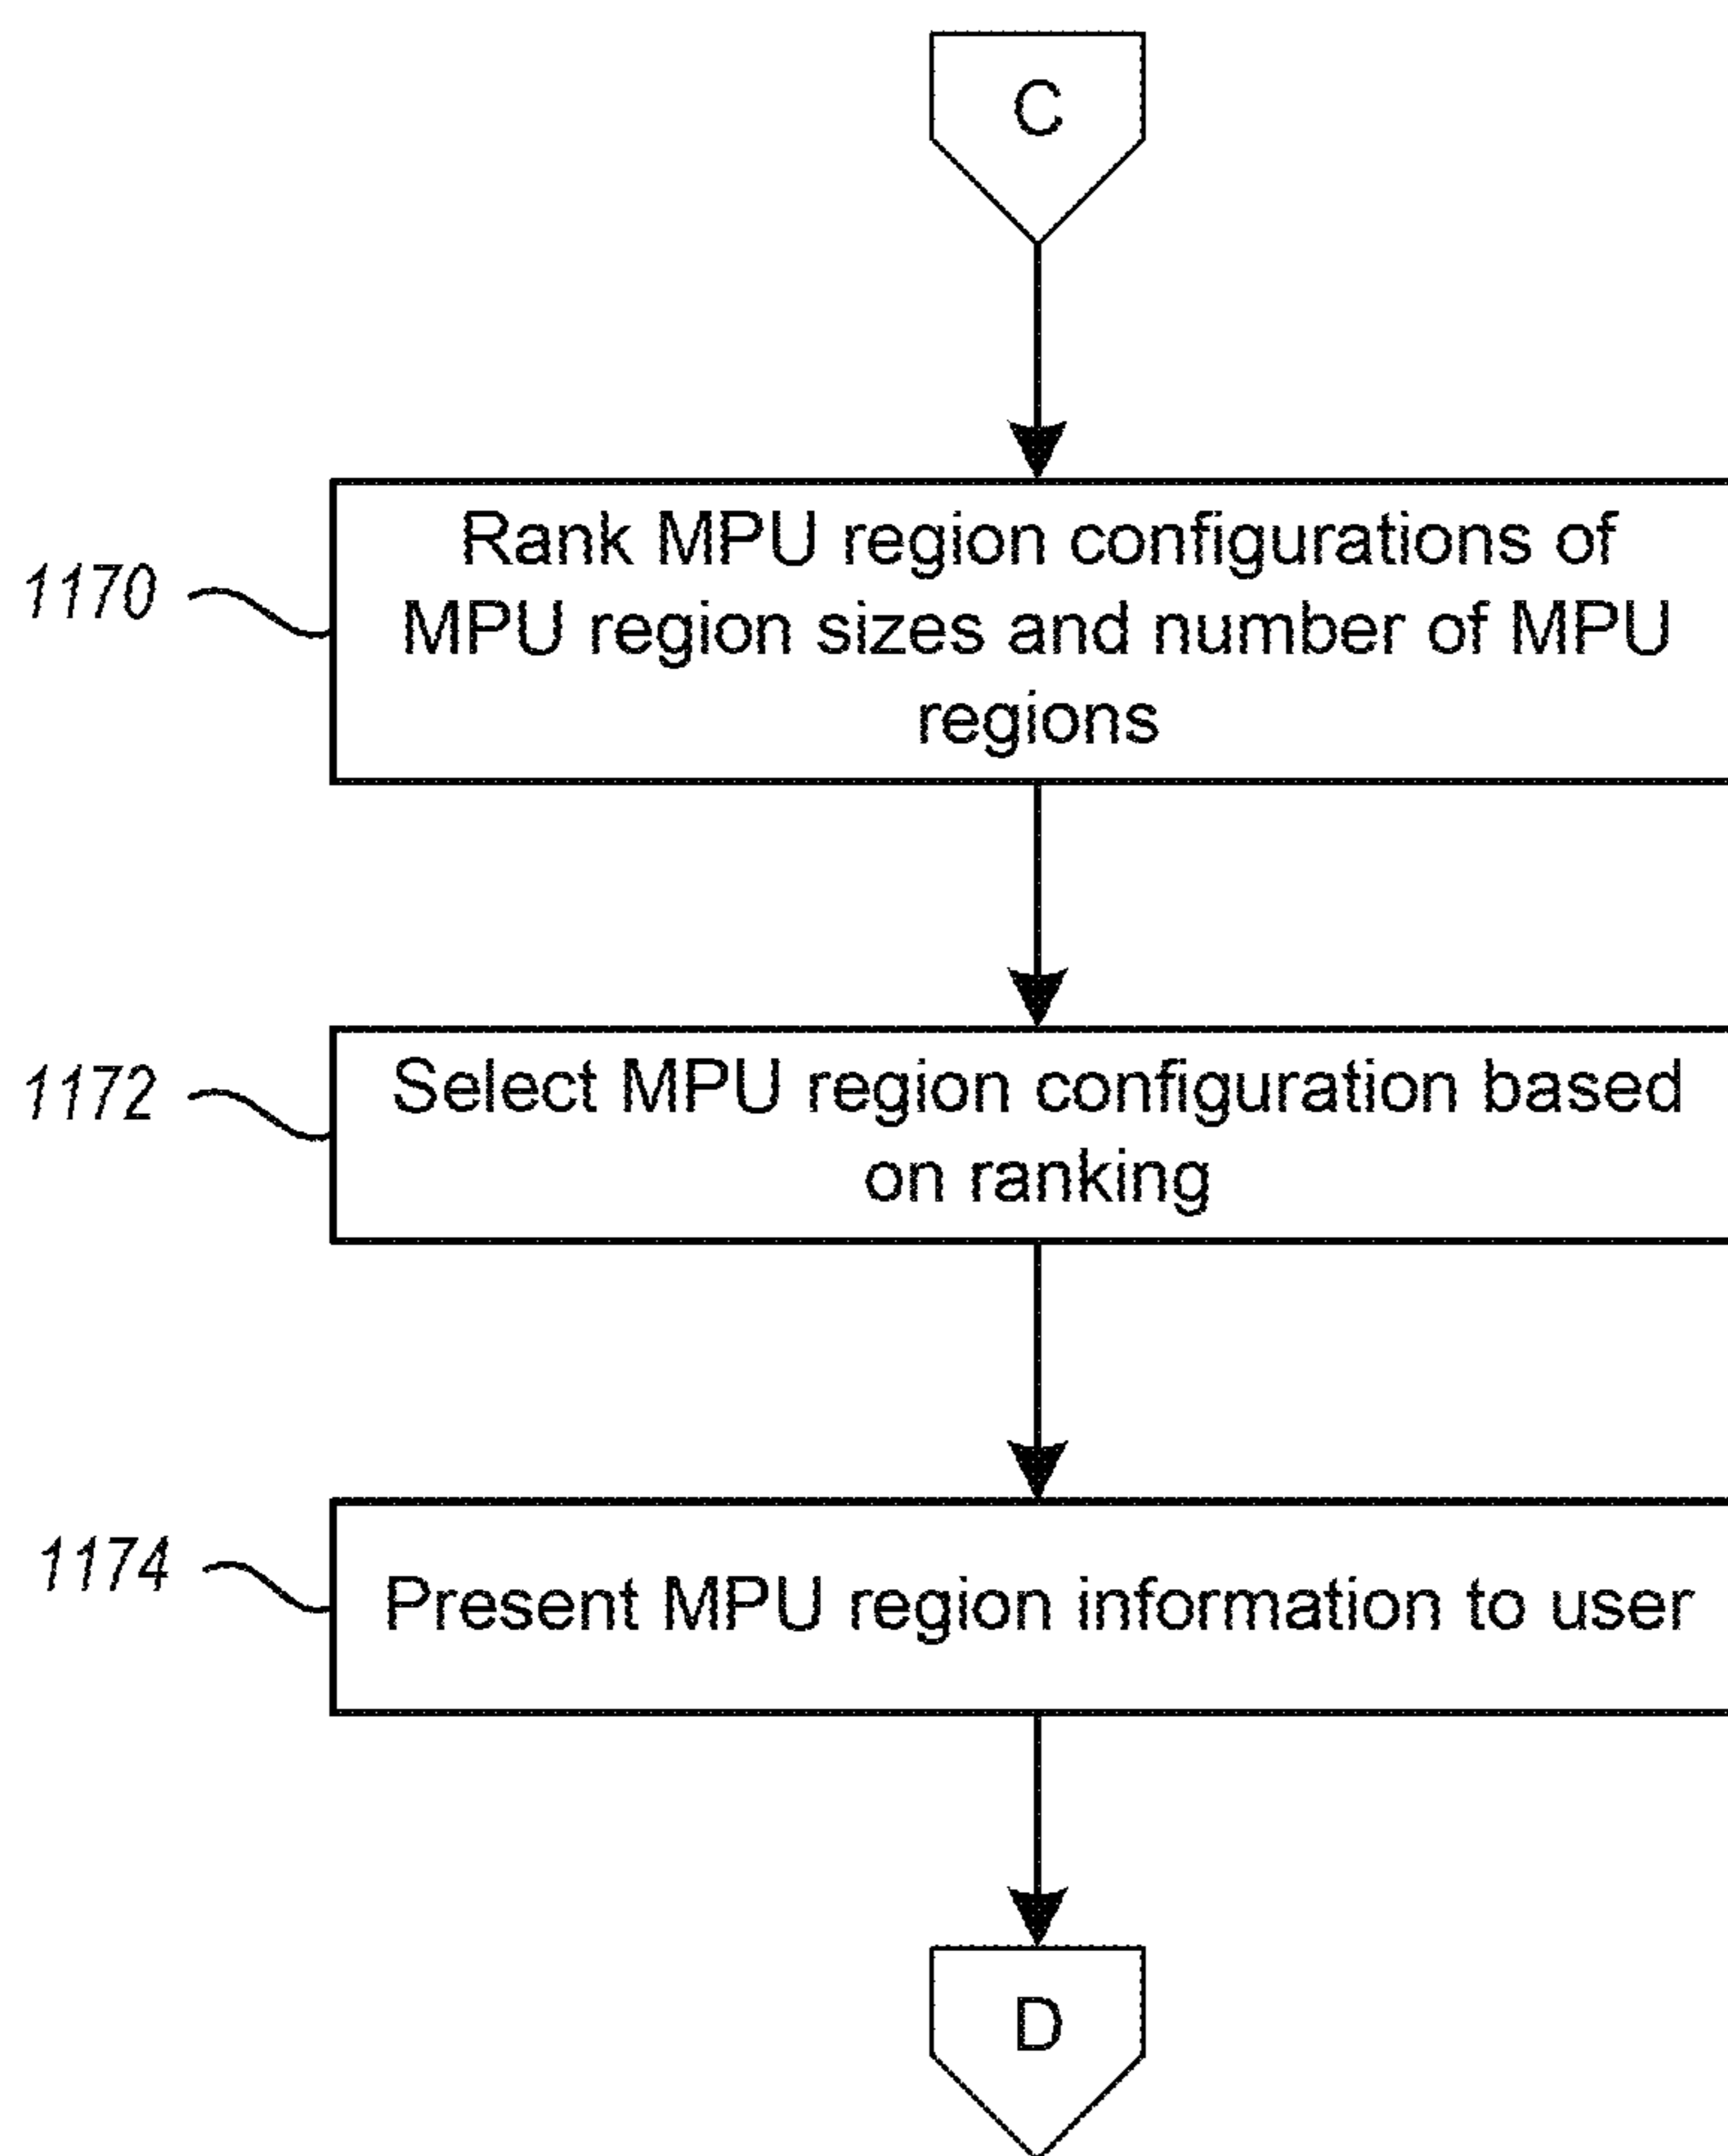 C
1170
Rank MPU region configurations of
MPU region sizes and number of MPU
regions
1172
Select MPU region configuration based
on ranking
1174
Present MPU region information to user
D